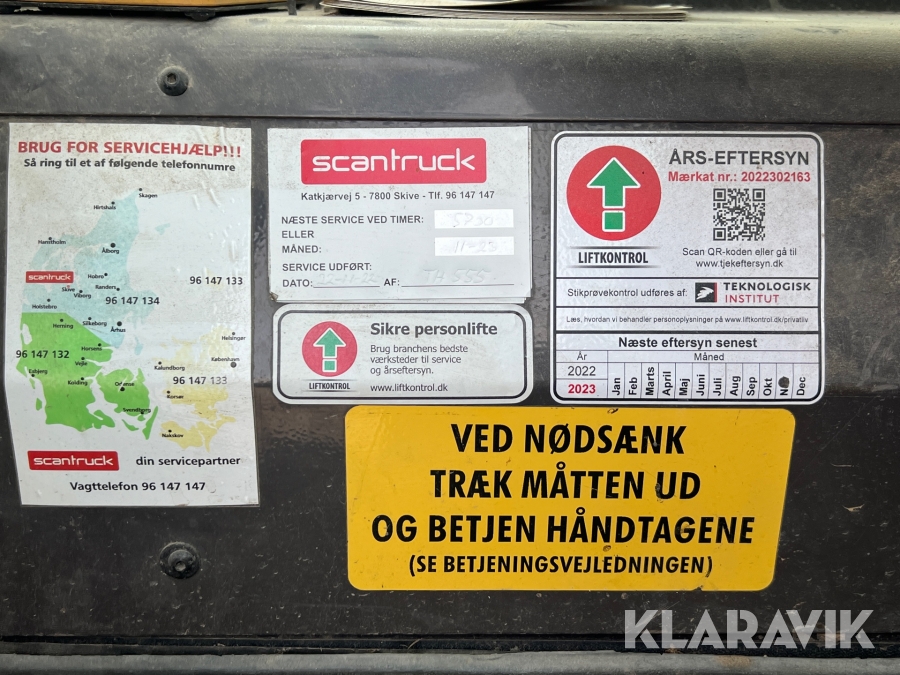 BRUG FOR SERVICEHJÆLP!!!
Så ring til et af følgende telefonnumre
Skagen
Hirtshals
Hanstholm
Ålborg
scantruck
Hobro
Skive
Viborg
Randers
96 147 133
96 147 134
Holstebro
Herning
Silkeborg
Århus
Horsens
Helsingør
96 147 132
Vejle
København
Esbjerg
Kalundborg
Kolding
Odense
96 147 133
Korsør
Svendborg
Nakskov
scantruck din servicepartner
Vagttelefon 96 147 147
scantruck
Katkjærvej 5 - 7800 Skive - Tlf. 96 147 147
NÆSTE SERVICE VED TIMER:
ELLER
MÅNED: 11-23
SERVICE UDFØRT:
DATO: AF:
Sikre personlifte
Brug branchens bedste
værksteder til service
og årseftersyn.
LIFTKONTROL
www.liftkontrol.dk
ÅRS-EFTERSYN
Mærkat nr.: 2022302163
LIFTKONTROL
Scan QR-koden eller gå til
www.tjekeftersyn.dk
Stikprøvekontrol udføres af: TEKNOLOGISK
INSTITUT
Læs, hvordan vi behandler personoplysninger på www.liftkontrol.dk/privatliv
Næste eftersyn senest
År Måned
2022
2023 Jan Feb Marts April Maj Juni Juli Aug Sep Okt Dec
VED NØDSÆNK
TRÆK MÅTTEN UD
OG BETJEN HÅNDTAGENE
(SE BETJENINGSVEJLEDNINGEN)
KLARAVIK